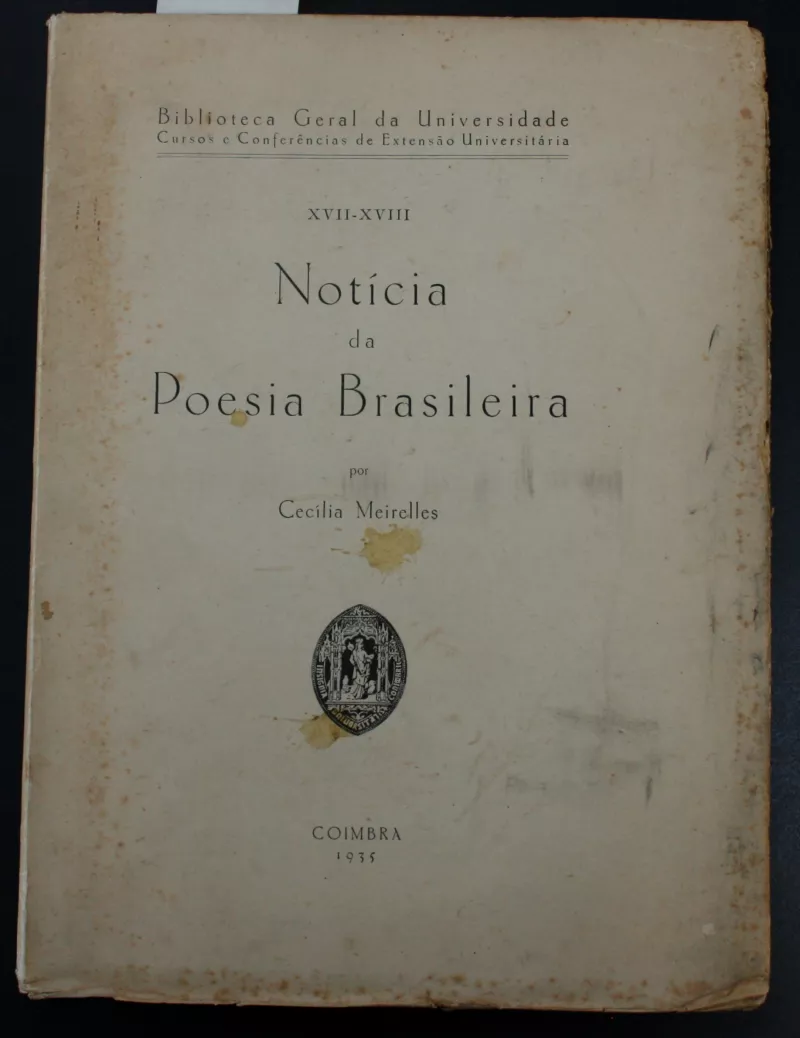 Biblioteca Geral da Universidade
Cursos e Conferências de Extensão Universitária
XVII-XVIII
Notícia
da
Poesia Brasileira
por
Cecília Meirelles
COIMBRA
1935